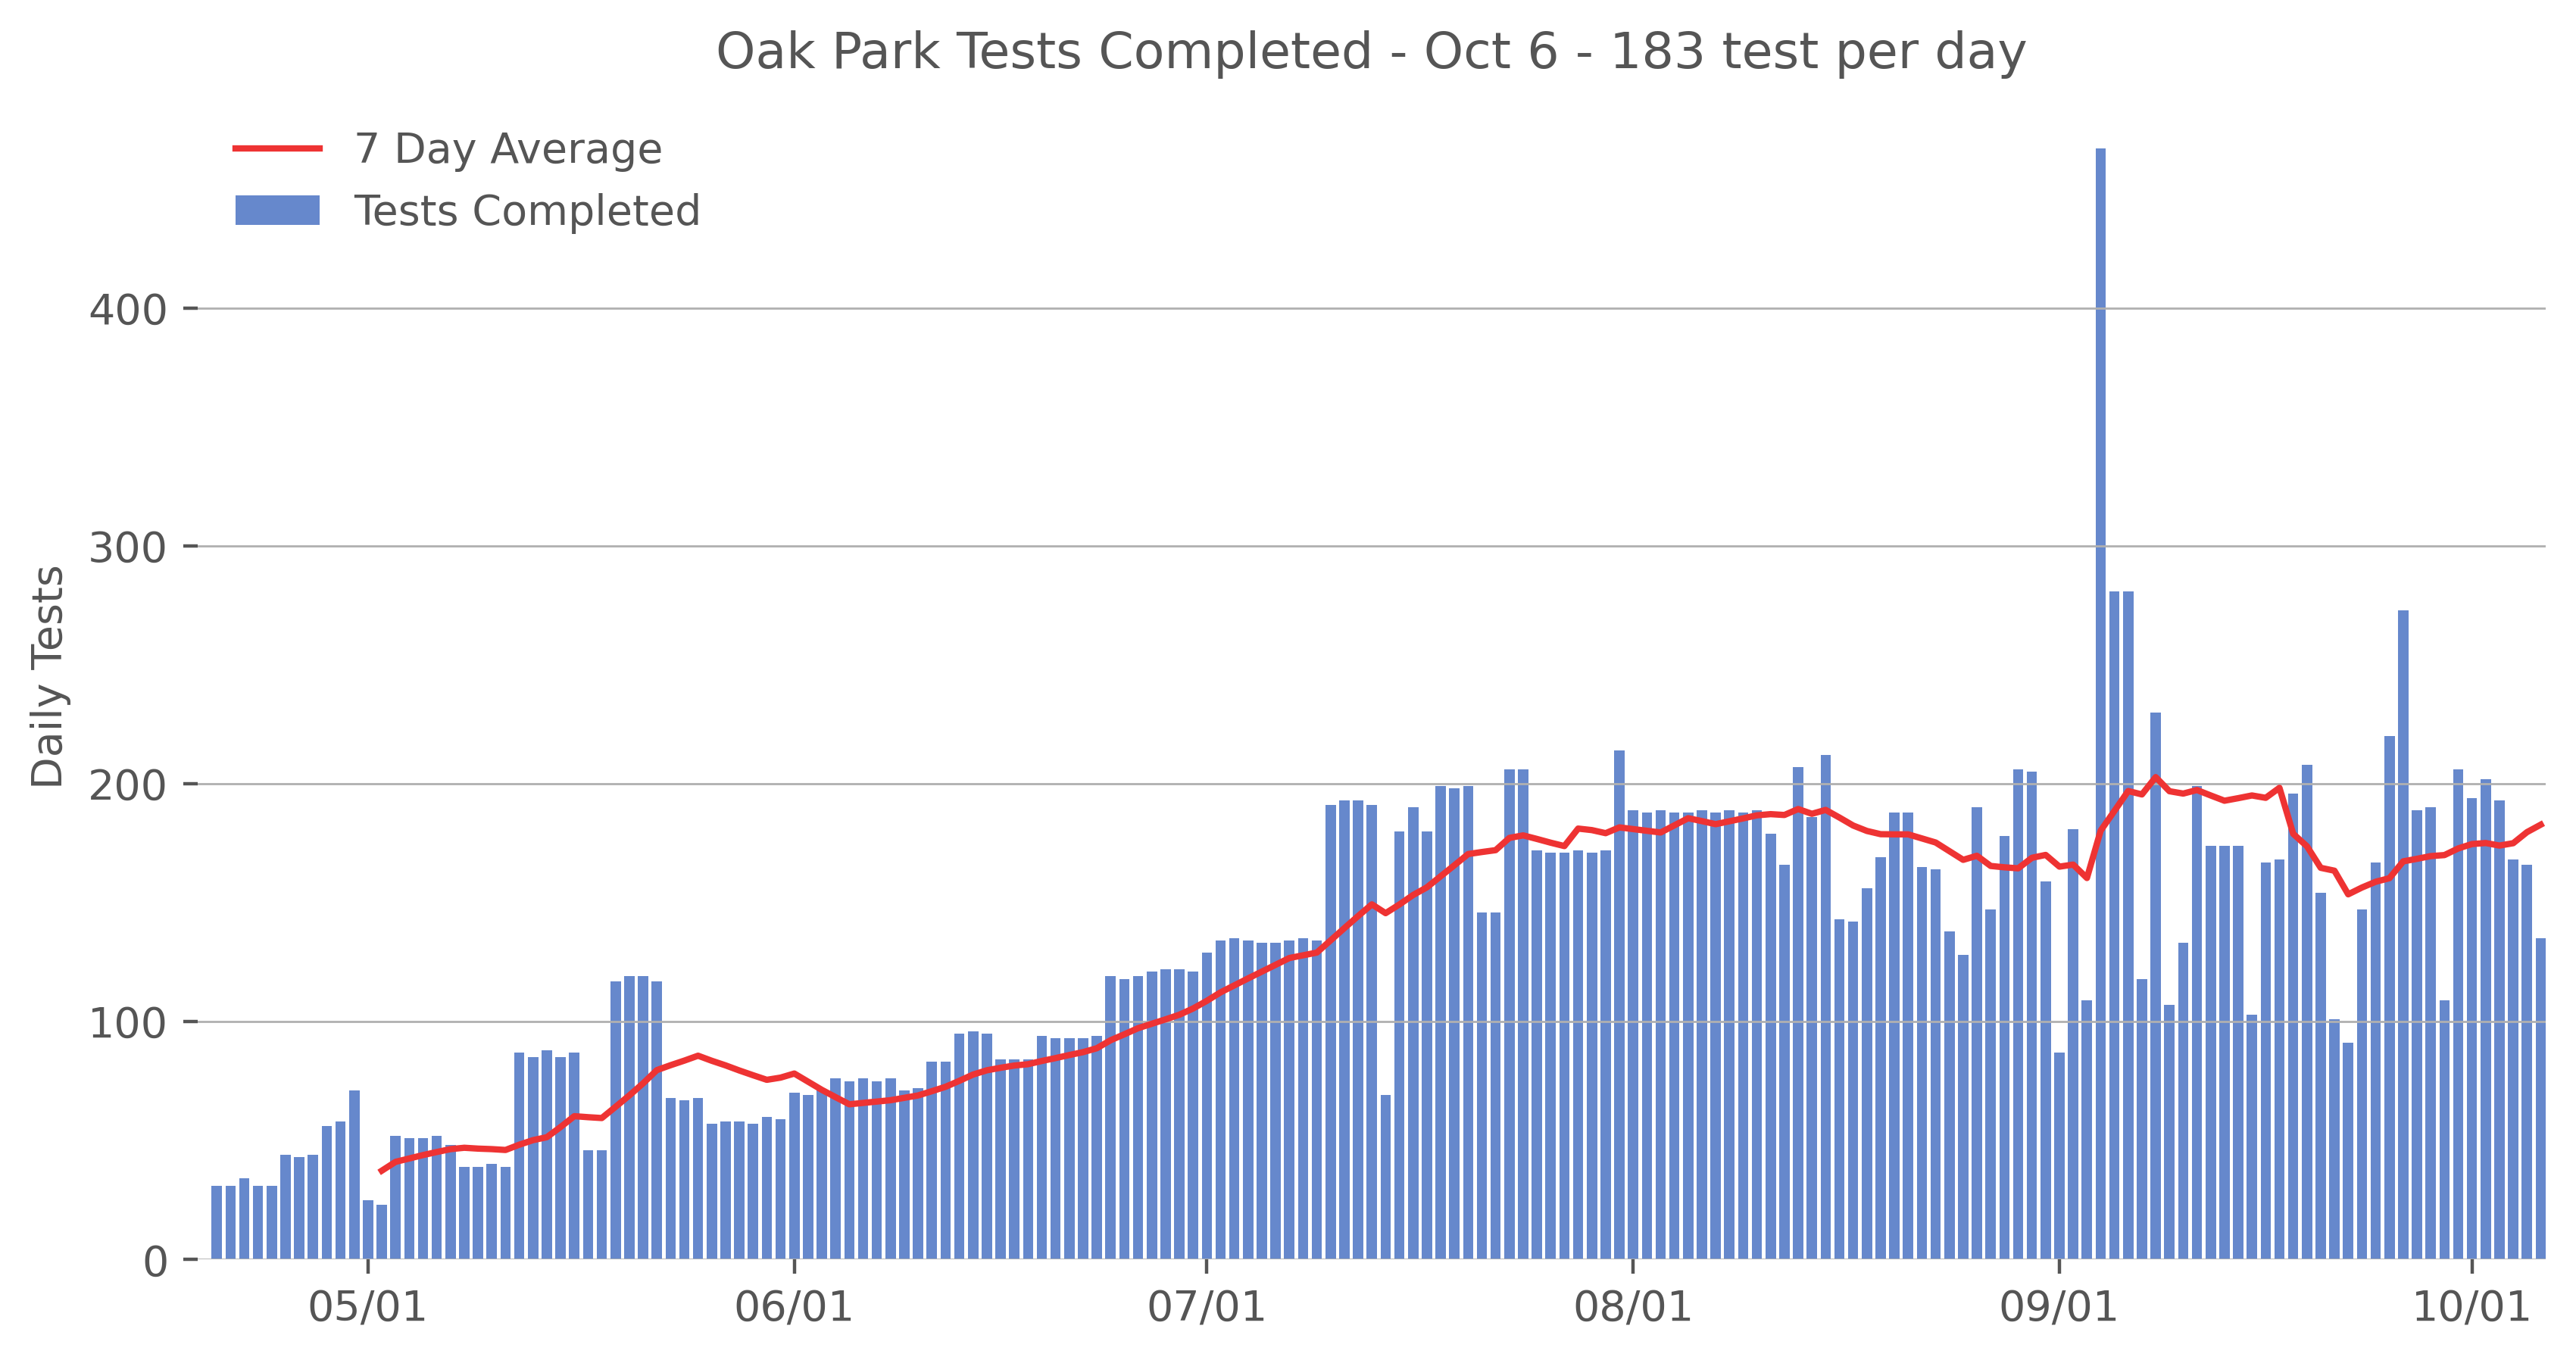 Oak Park Tests Completed - Oct 6 - 183 test per day
7 Day Average
Tests Completed
Daily Tests
400
300
200
100
0
05/01
06/01
07/01
08/01
09/01
10/01